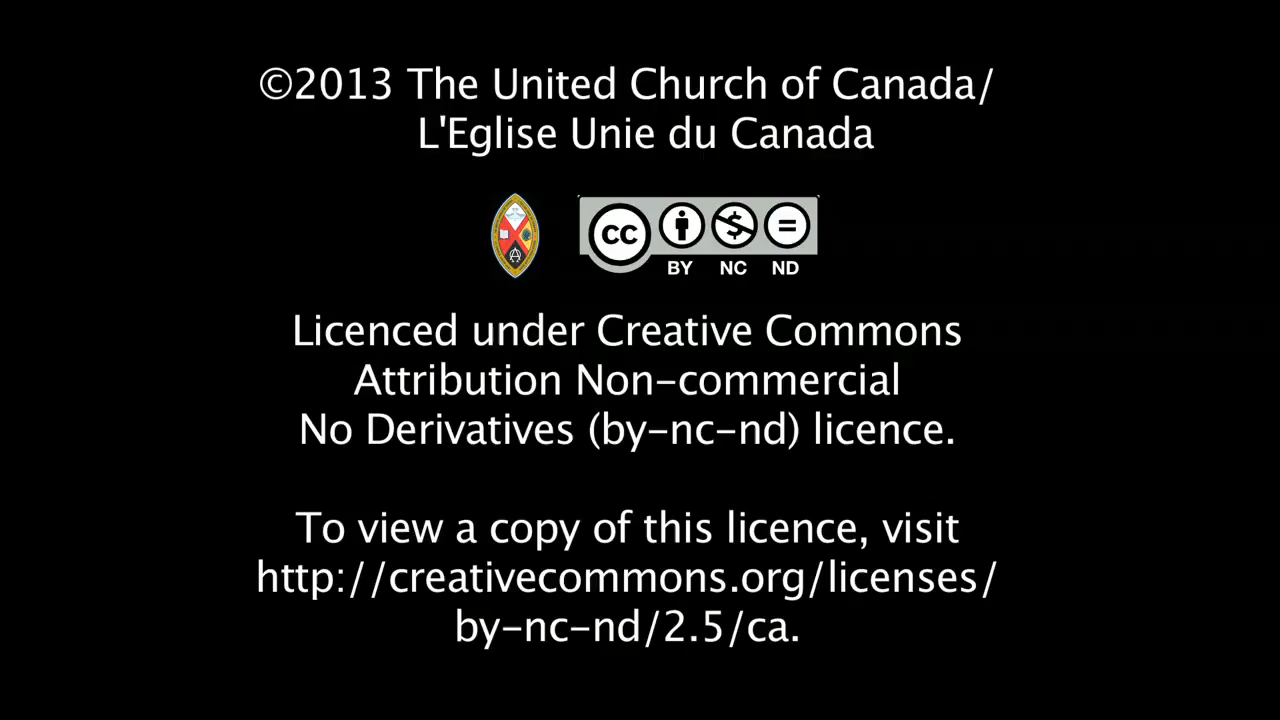 ©2013 The United Church of Canada/
L'Eglise Unie du Canada
CC
BY NC ND
Licenced under Creative Commons
Attribution Non-commercial
No Derivatives (by-nc-nd) licence.
To view a copy of this licence, visit
http://creativecommons.org/licenses/
by-nc-nd/2.5/ca.